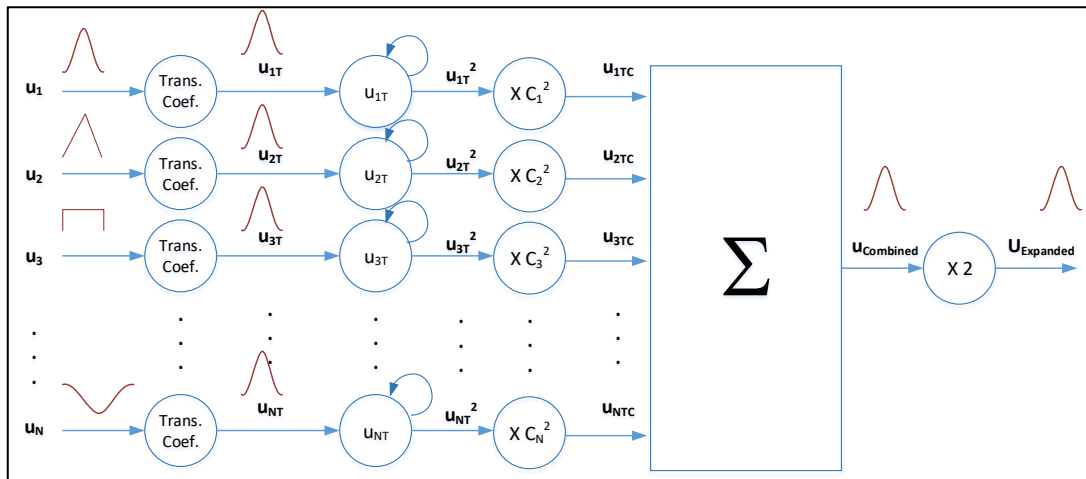 u1 Trans. Coef. u1T u1T u1T² X C1² u1TC
u2 Trans. Coef. u2T u2T u2T² X C2² u2TC
u3 Trans. Coef. u3T u3T u3T² X C3² u3TC
Σ
uCombined X 2 UExpanded
uN Trans. Coef. uNT uNT uNT² X CN² uNTC